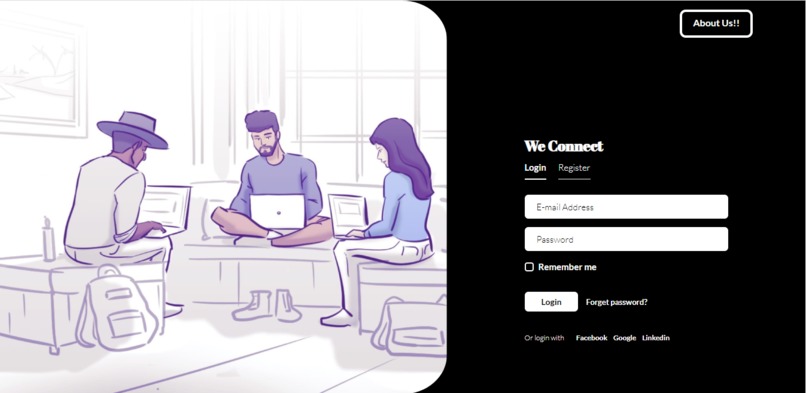 About Us!!
We Connect
Login Register
E-mail Address
Password
Remember me
Login Forget password?
Or login with Facebook Google Linkedin